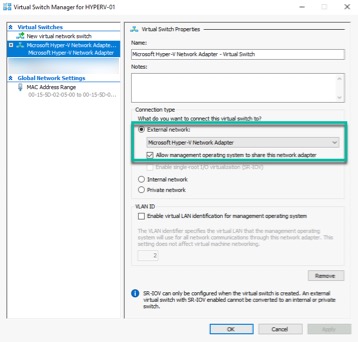 Virtual Switch Manager for HYPERV-01
Virtual Switches
New virtual network switch
Microsoft Hyper-V Network Adapte...
Microsoft Hyper-V Network Adapter
Global Network Settings
MAC Address Range
00-15-5D-02-05-00 to 00-15-5D-0...
Virtual Switch Properties
Name:
Microsoft Hyper-V Network Adapter - Virtual Switch
Notes:
Connection type
What do you want to connect this virtual switch to?
External network:
Microsoft Hyper-V Network Adapter
Allow management operating system to share this network adapter
Enable single-root I/O virtualization (SR-IOV)
Internal network
Private network
VLAN ID
Enable virtual LAN identification for management operating system
The VLAN identifier specifies the virtual LAN that the management operating
system will use for all network communications through this network adapter. This
setting does not affect virtual machine networking.
2
Remove
SR-IOV can only be configured when the virtual switch is created. An external
virtual switch with SR-IOV enabled cannot be converted to an internal or private
switch.
OK
Cancel
Apply